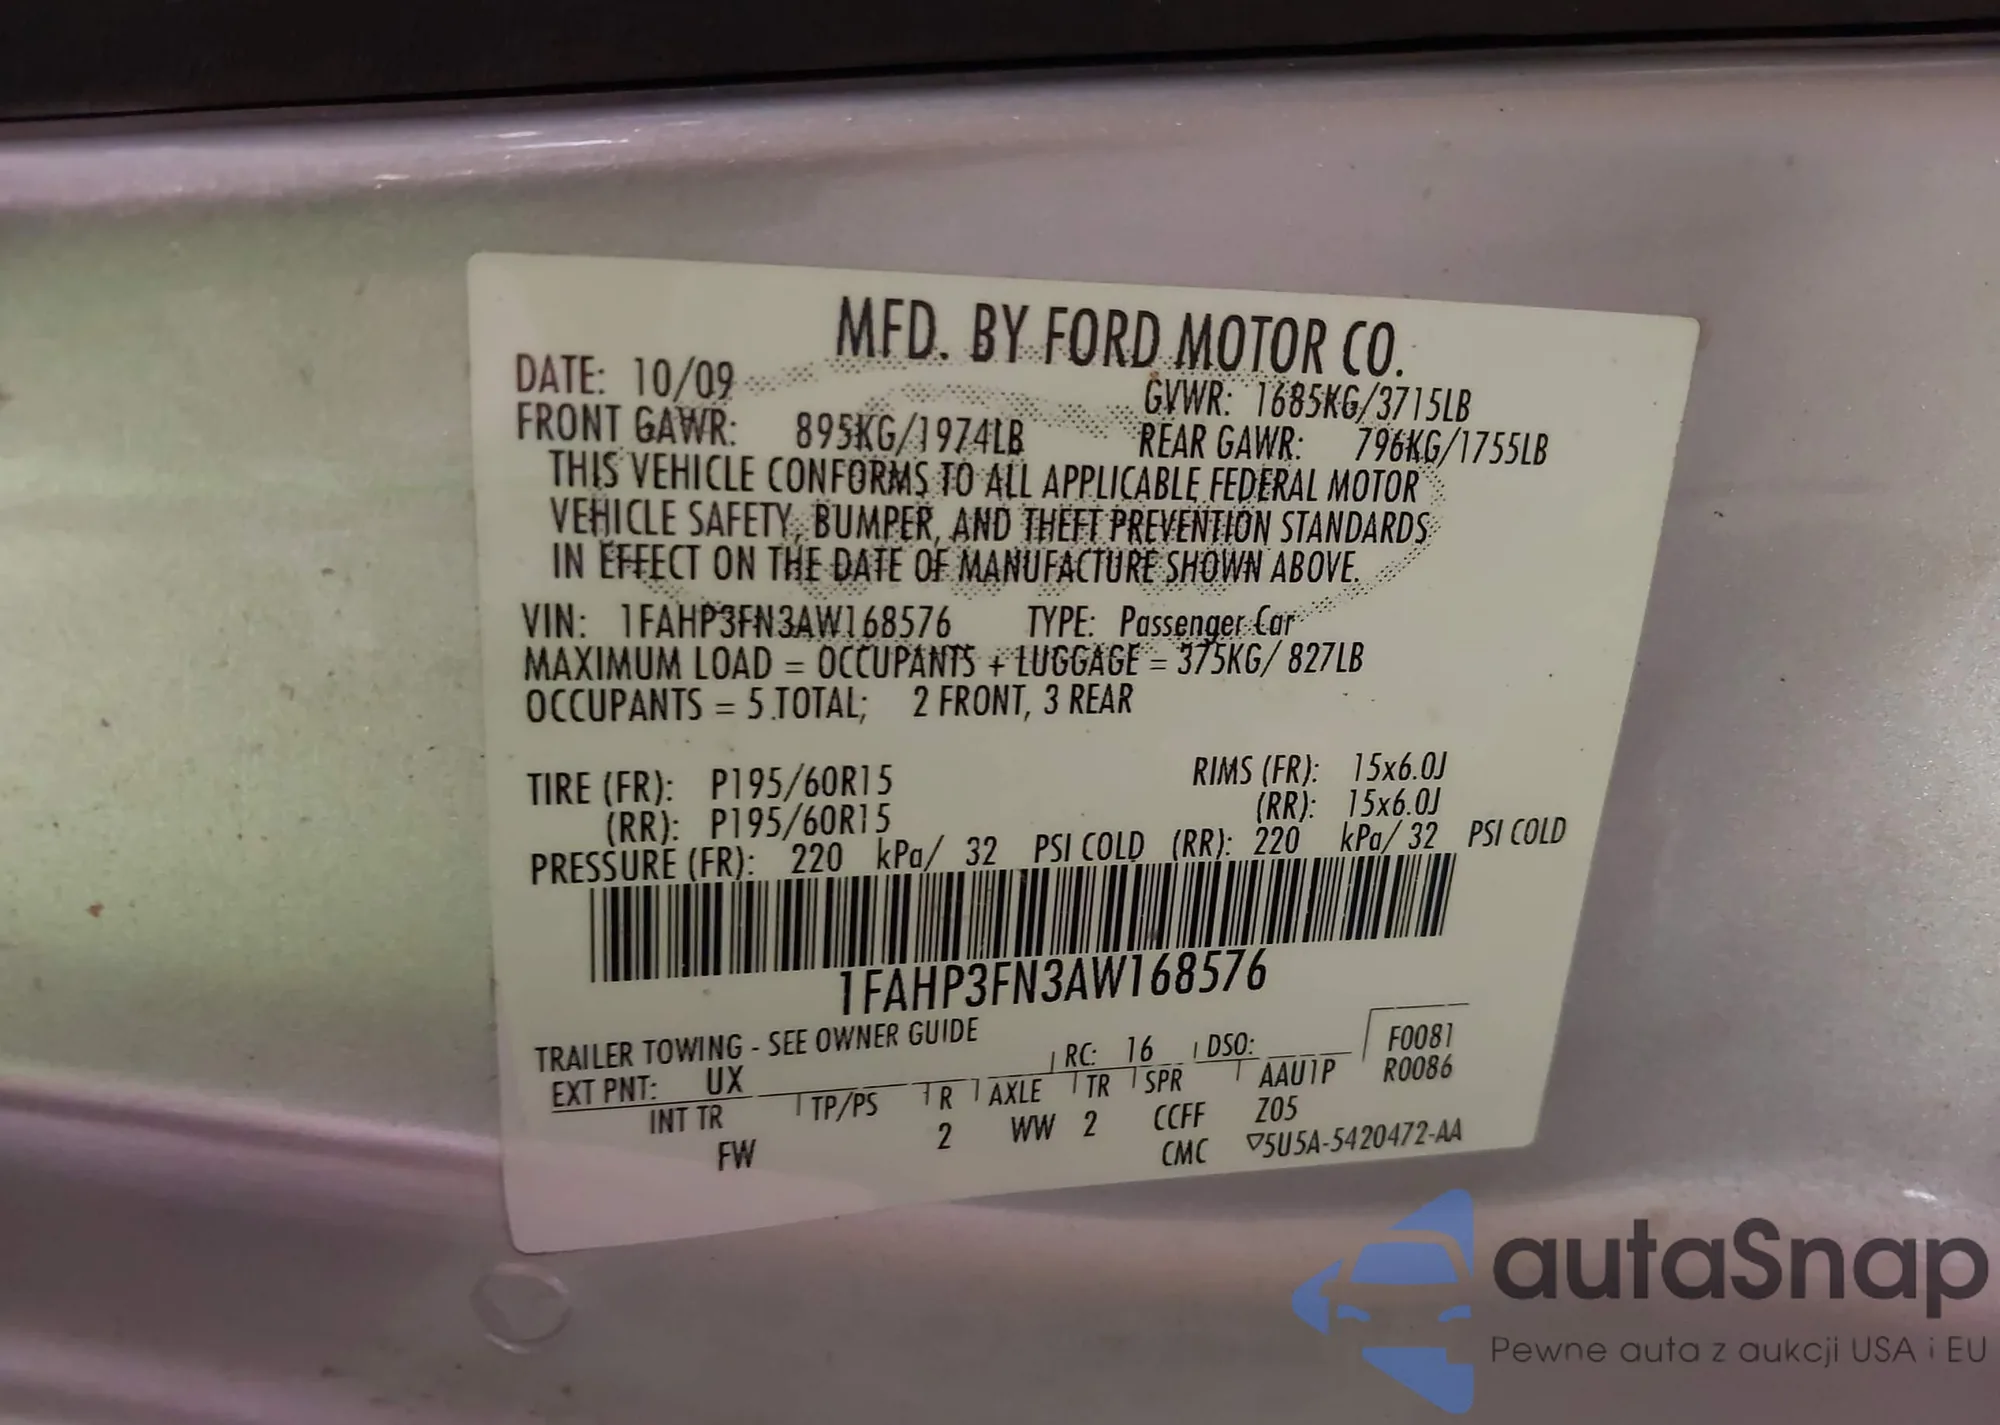 MFD. BY FORD MOTOR CO.
DATE: 10/09 GVWR: 1685KG/3715LB
FRONT GAWR: 895KG/1974LB REAR GAWR: 796KG/1755LB
THIS VEHICLE CONFORMS TO ALL APPLICABLE FEDERAL MOTOR
VEHICLE SAFETY, BUMPER, AND THEFT PREVENTION STANDARDS
IN EFFECT ON THE DATE OF MANUFACTURE SHOWN ABOVE.
VIN: 1FAHP3FN3AW168576 TYPE: Passenger Car
MAXIMUM LOAD = OCCUPANTS + LUGGAGE = 375KG/ 827LB
OCCUPANTS = 5 TOTAL; 2 FRONT, 3 REAR
TIRE (FR): P195/60R15 RIMS (FR): 15x6.0J
(RR): P195/60R15 (RR): 15x6.0J
PRESSURE (FR): 220 kPa/ 32 PSI COLD (RR): 220 kPa/ 32 PSI COLD
1FAHP3FN3AW168576
TRAILER TOWING - SEE OWNER GUIDE
EXT PNT: UX RC: 16 DSO: F0081
INT TR TP/PS R AXLE TR SPR AAU1P R0086
FW 2 WW 2 CCFF Z05
CMC ▽5U5A-5420472-AA
autaSnap
Pewne auta z aukcji USA i EU